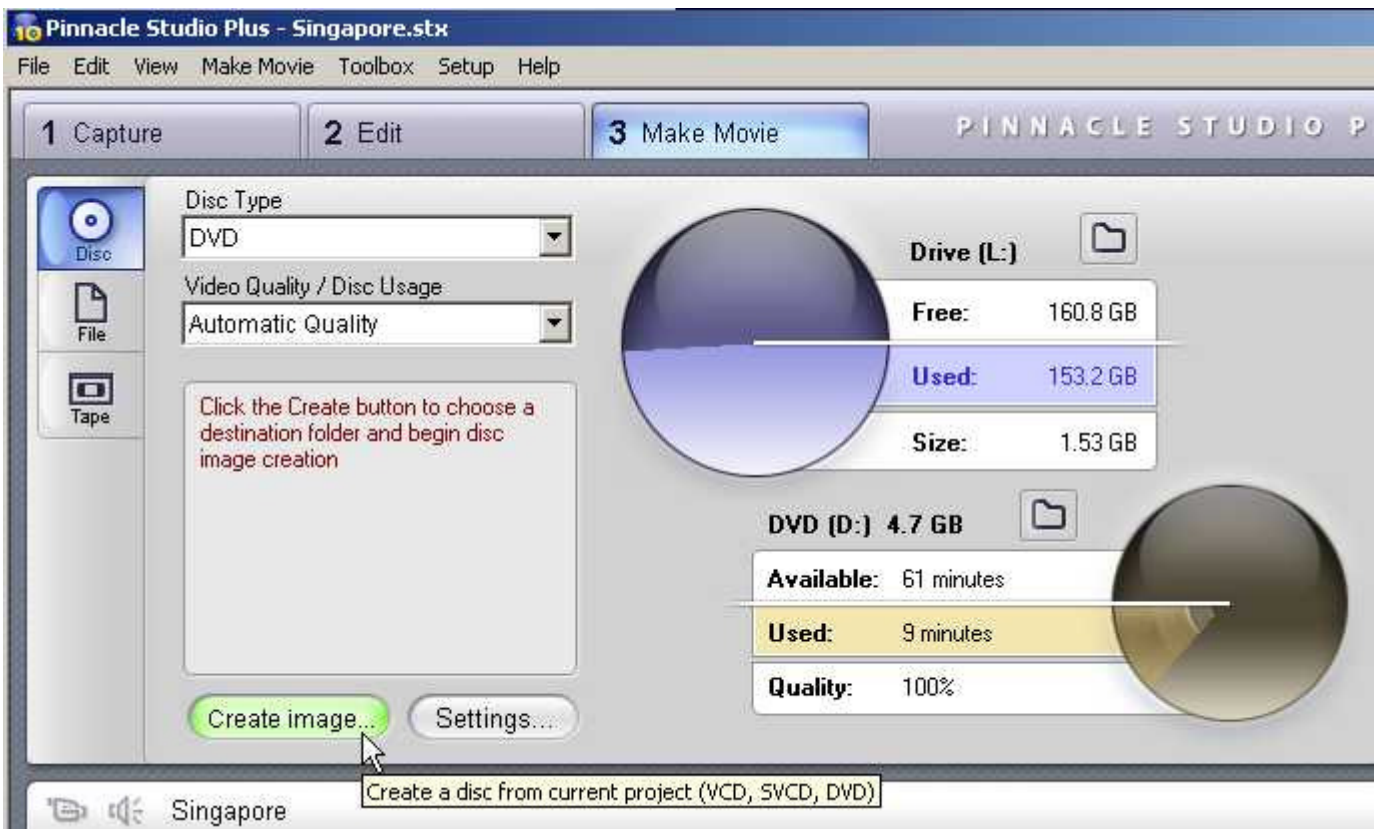 Pinnacle Studio Plus - Singapore.stx
File Edit View Make Movie Toolbox Setup Help
1 Capture
2 Edit
3 Make Movie
PINNACLE STUDIO P
Disc
File
Tape
Disc Type
DVD
Video Quality / Disc Usage
Automatic Quality
Click the Create button to choose a
destination folder and begin disc
image creation
Create image...
Settings...
Drive (L:)
Free: 160.8 GB
Used: 153.2 GB
Size: 1.53 GB
DVD (D:) 4.7 GB
Available: 61 minutes
Used: 9 minutes
Quality: 100%
Create a disc from current project (VCD, SVCD, DVD)
Singapore